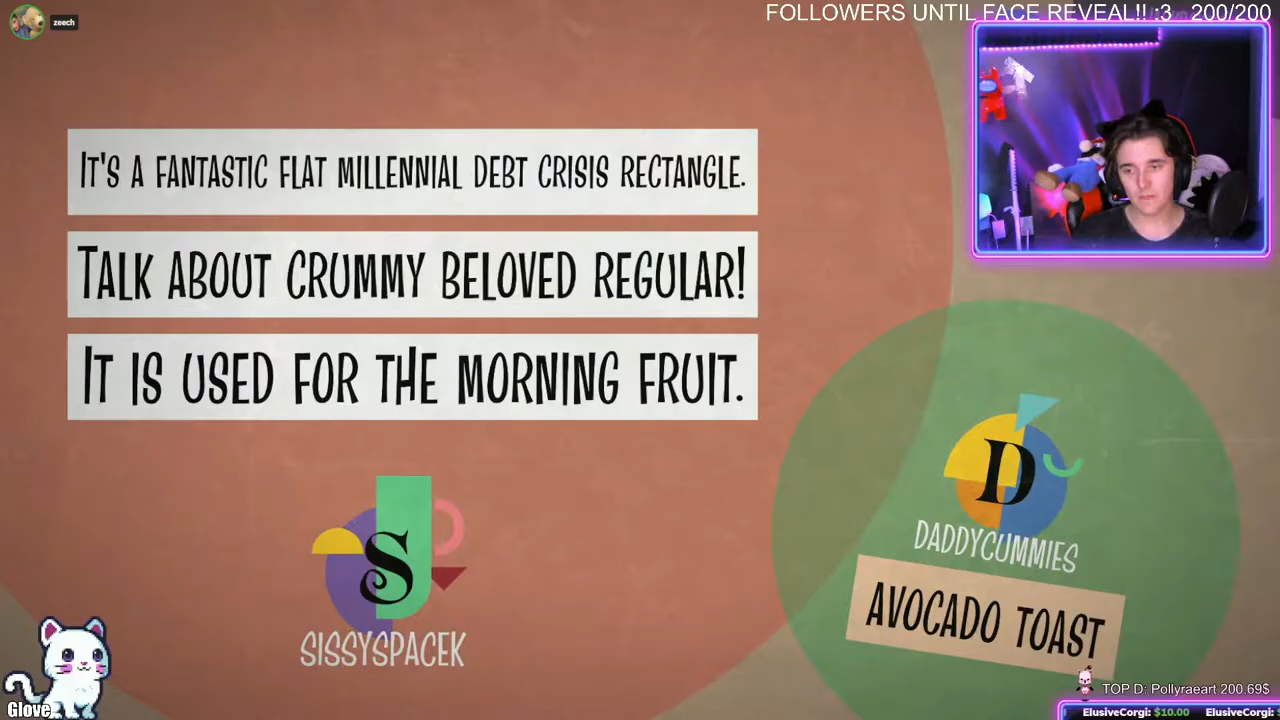 zeech
FOLLOWERS UNTIL FACE REVEAL!! :3 200/200
IT'S A FANTASTIC FLAT MILLENNIAL DEBT CRISIS RECTANGLE.
TALK ABOUT CRUMMY BELOVED REGULAR!
IT IS USED FOR THE MORNING FRUIT.
S
SISSYSPACEK
D
DADDYCUMMIES
AVOCADO TOAST
Glove
TOP D: Pollyraeart 200.69$
ElusiveCorgi: $10.00 ElusiveCorgi: $